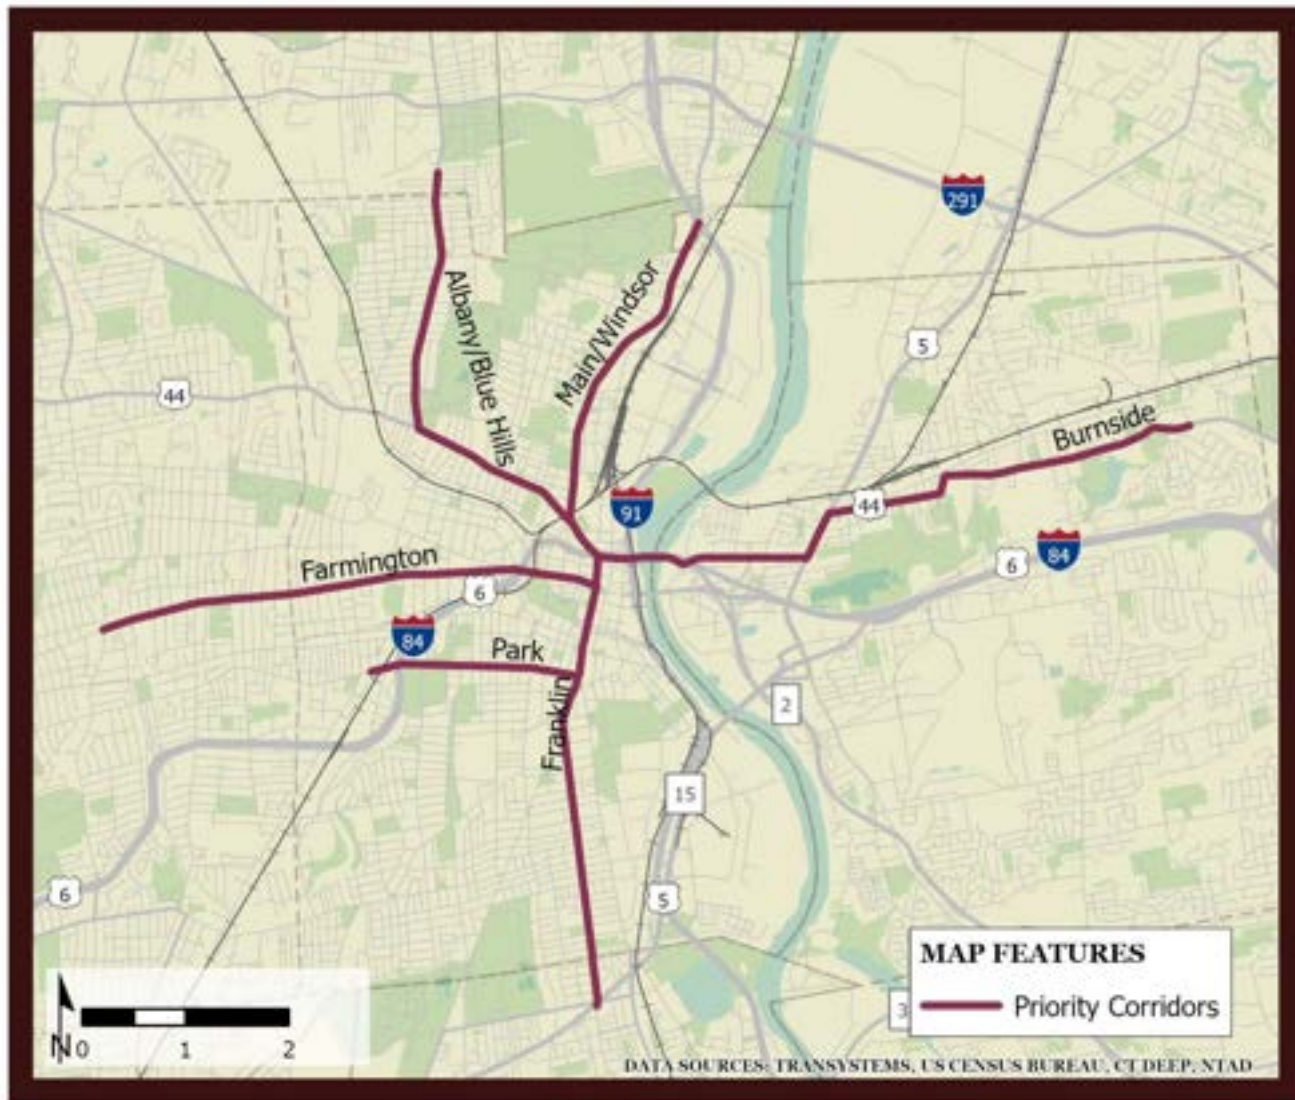 291
Albany/Blue Hills
Main/Windsor
5
44
Burnside
91
44
84
6
Farmington
6
84
Park
Franklin
2
15
6
5
MAP FEATURES
Priority Corridors
3
N
0 1 2
DATA SOURCES: TRANSYSTEMS, US CENSUS BUREAU, CT DEEP, NTAD